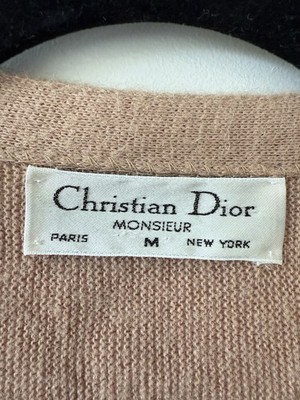 Christian Dior
MONSIEUR
PARIS M NEW YORK